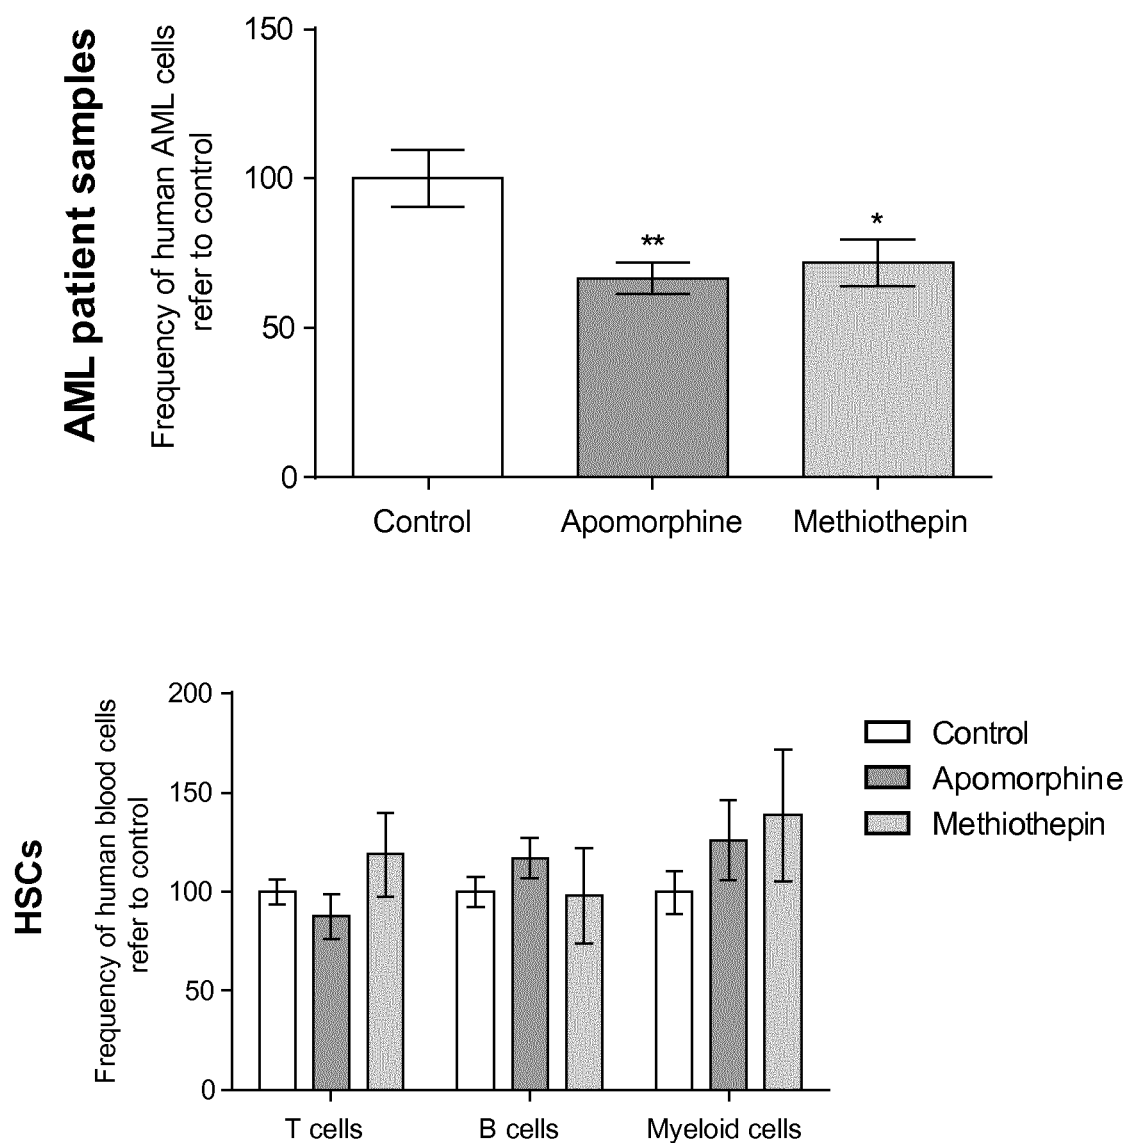 AML patient samples
Frequency of human AML cells
refer to control
150
100
50
0
**
*
Control
Apomorphine
Methiothepin
HSCs
Frequency of human blood cells
refer to control
200
150
100
50
0
T cells
B cells
Myeloid cells
Control
Apomorphine
Methiothepin